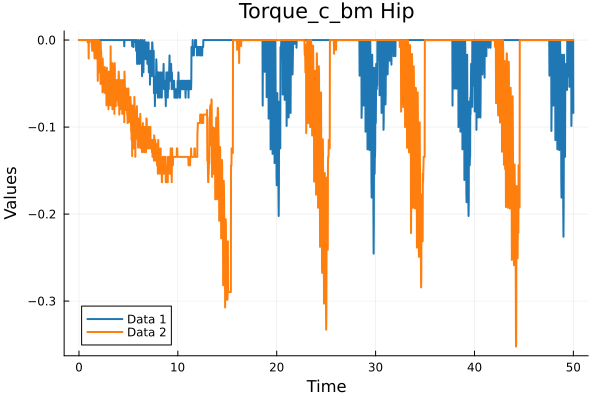 Torque_c_bm Hip
Values
0.0
−0.1
−0.2
−0.3
Data 1
Data 2
0 10 20 30 40 50
Time